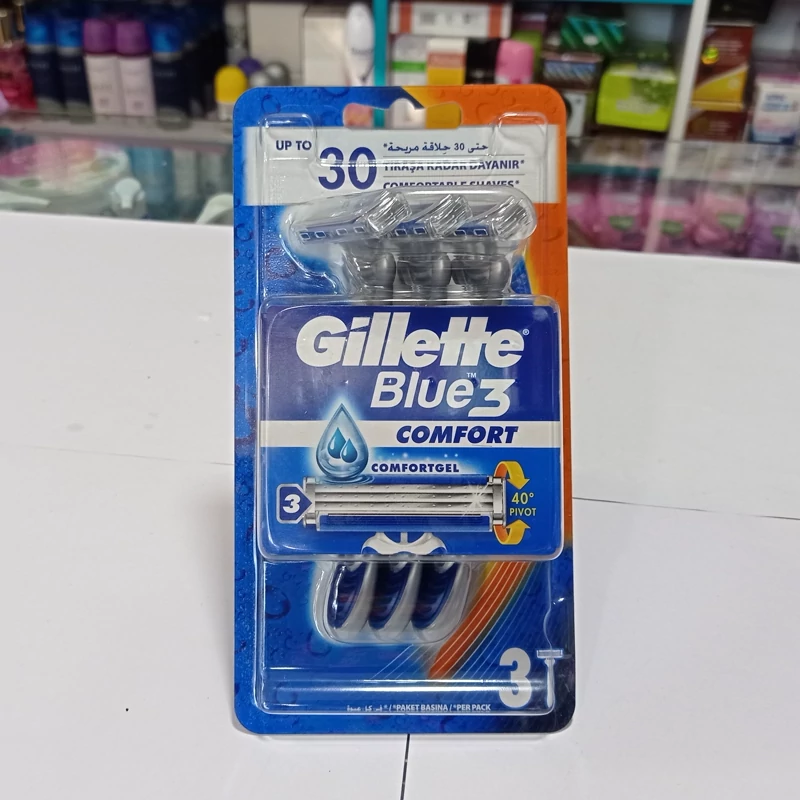 UP TO
30
حتى 30 حلاقة مريحة*
TIRAŞA KADAR DAYANIR*
COMFORTABLE SHAVES*
Gillette®
Blue™3
COMFORT
COMFORTGEL
3
40°
PIVOT
3
/ *PAKET BAŞINA / *PER PACK